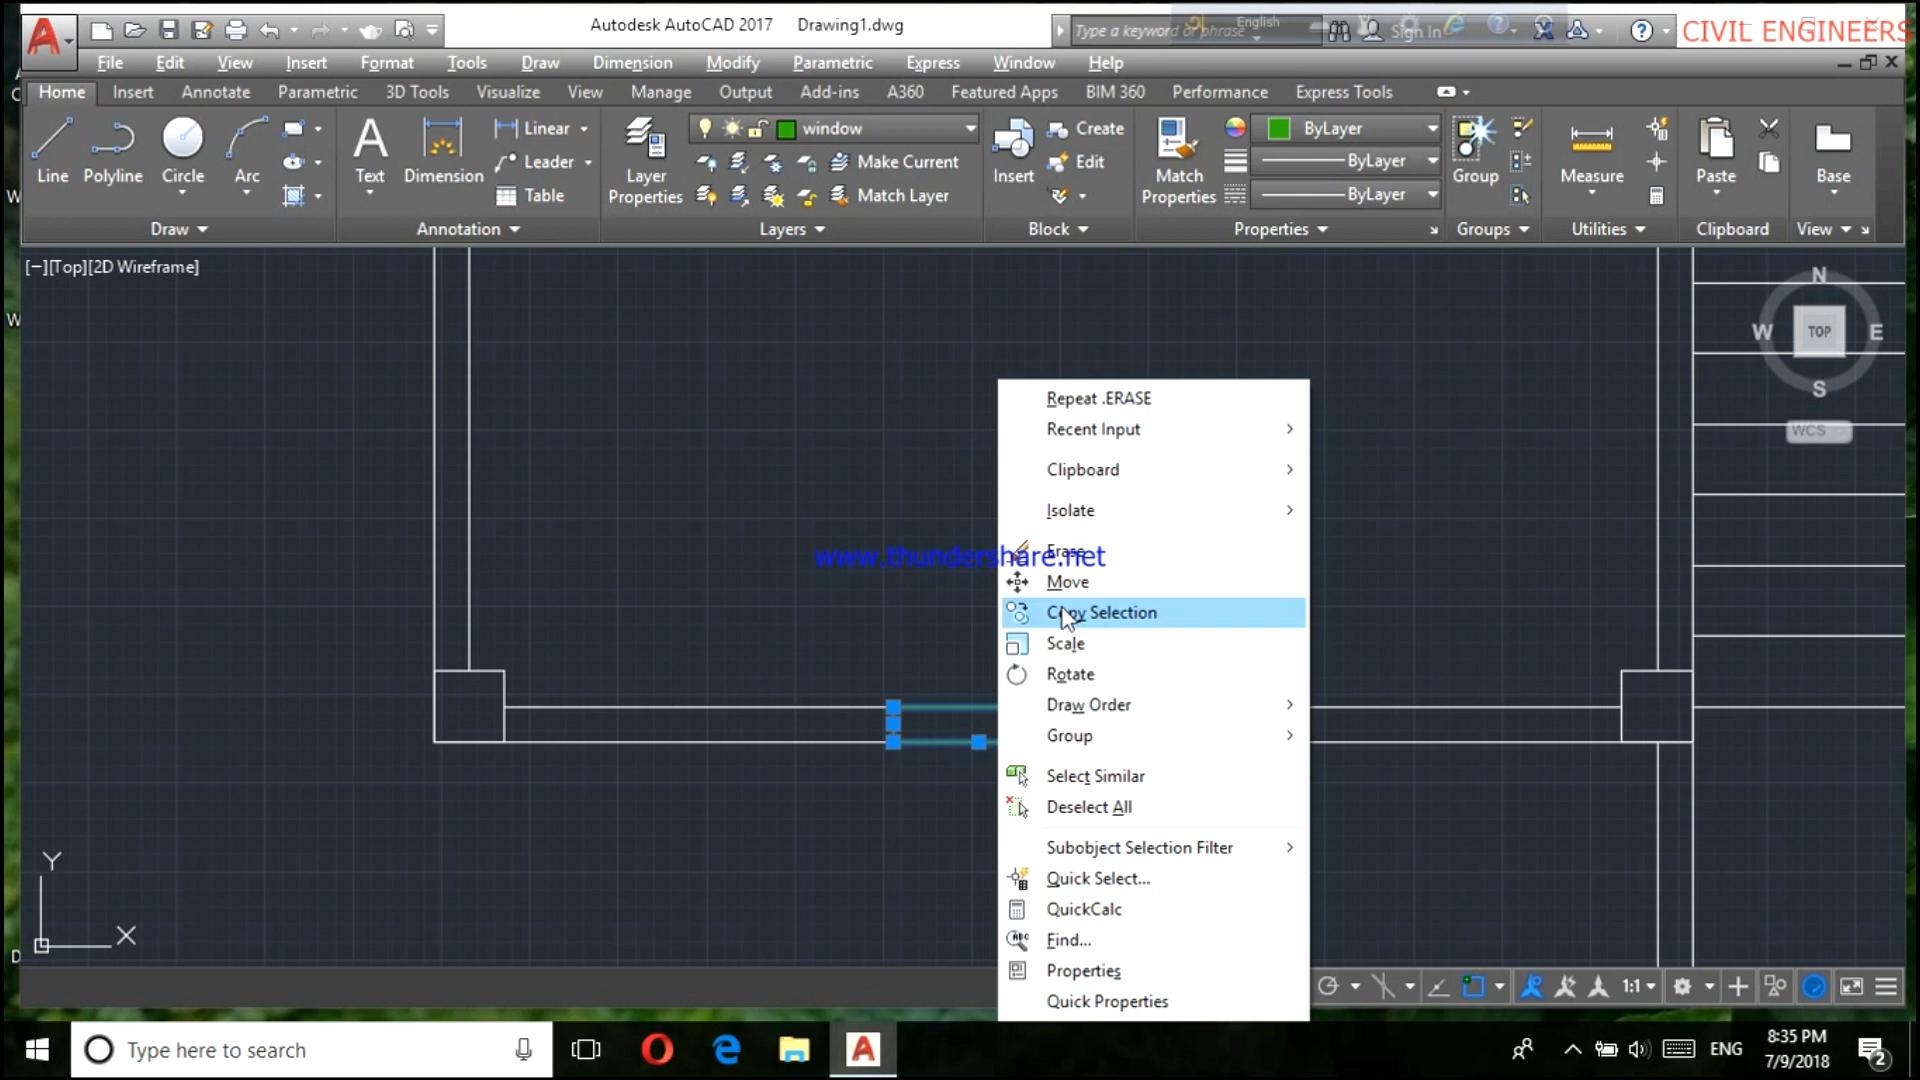 Autodesk AutoCAD 2017 Drawing1.dwg
Type a keyword or phrase
English
Sign In
CIVIL ENGINEERS
File Edit View Insert Format Tools Draw Dimension Modify Parametric Express Window Help
Home Insert Annotate Parametric 3D Tools Visualize View Manage Output Add-ins A360 Featured Apps BIM 360 Performance Express Tools
Linear
window
Create
ByLayer
Leader
Make Current
Edit
ByLayer
Line Polyline Circle Arc Text Dimension Layer Properties Insert Match Properties Group Measure Paste Base
Table
Match Layer
ByLayer
Draw Annotation Layers Block Properties Groups Utilities Clipboard View
[−][Top][2D Wireframe]
N
W TOP E
S
WCS
Repeat .ERASE
Recent Input
Clipboard
Isolate
Erase
www.thundershare.net
Move
Copy Selection
Scale
Rotate
Draw Order
Group
Select Similar
Deselect All
Subobject Selection Filter
Quick Select...
QuickCalc
Find...
Properties
Quick Properties
Y
X
1:1
Type here to search
ENG
8:35 PM
7/9/2018
2